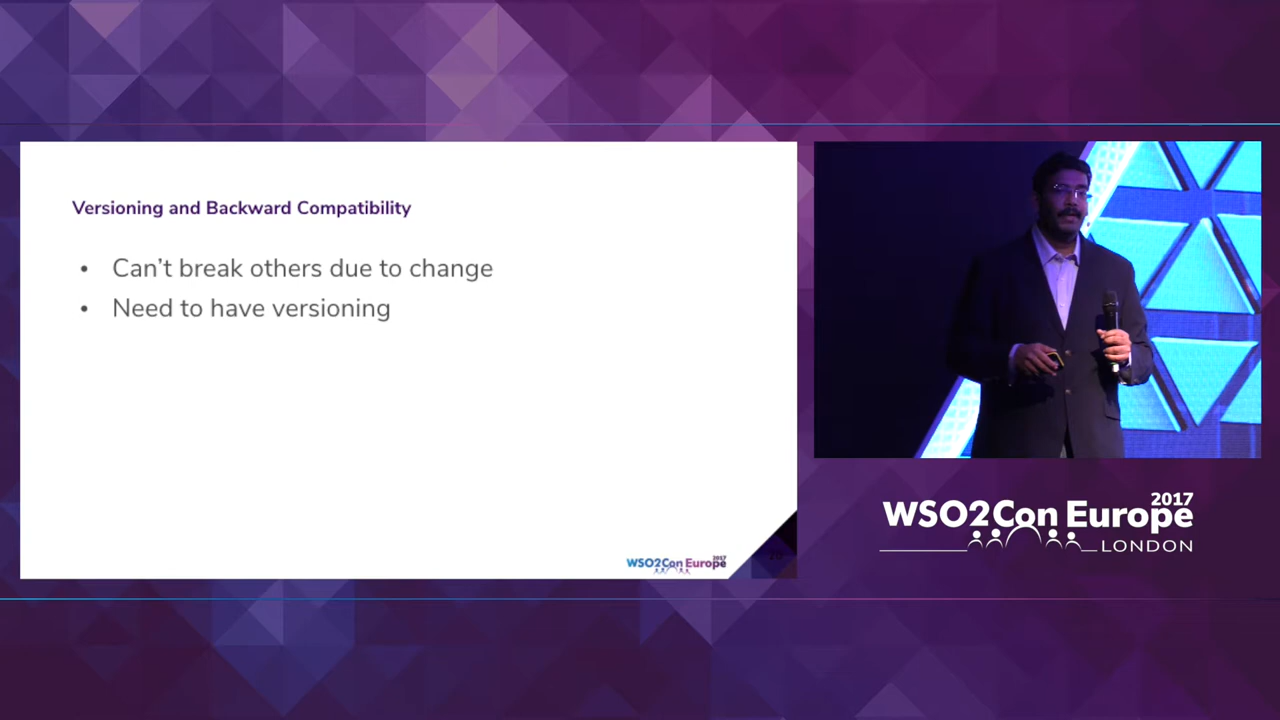 Versioning and Backward Compatibility
• Can't break others due to change
• Need to have versioning
WSO2Con Europe 2017
WSO2Con Europe 2017
LONDON